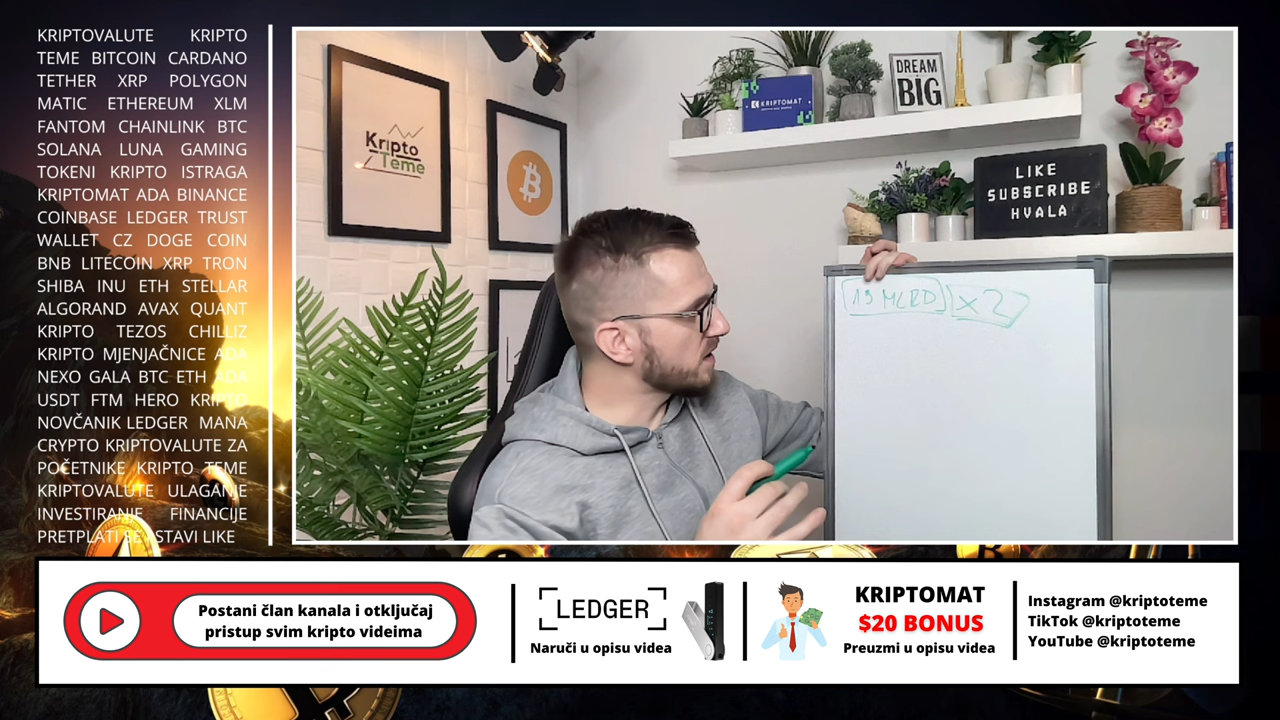 KRIPTOVALUTE KRIPTO
TEME BITCOIN CARDANO
TETHER XRP POLYGON
MATIC ETHEREUM XLM
FANTOM CHAINLINK BTC
SOLANA LUNA GAMING
TOKENI KRIPTO ISTRAGA
KRIPTOMAT ADA BINANCE
COINBASE LEDGER TRUST
WALLET CZ DOGE COIN
BNB LITECOIN XRP TRON
SHIBA INU ETH STELLAR
ALGORAND AVAX QUANT
KRIPTO TEZOS CHILLIZ
KRIPTO MJENJAČNICE ADA
NEXO GALA BTC ETH ADA
USDT FTM HERO KRIPTO
NOVČANIK LEDGER MANA
CRYPTO KRIPTOVALUTE ZA
POČETNIKE KRIPTO TEME
KRIPTOVALUTE ULAGANJE
INVESTIRANJE FINANCIJE
PRETPLATI SE OSTAVI LIKE
Kripto
Teme
KRIPTOMAT
DREAM
BIG
LIKE
SUBSCRIBE
HVALA
19 MLRD x2
Postani član kanala i otključaj
pristup svim kripto videima
LEDGER
Naruči u opisu videa
KRIPTOMAT
$20 BONUS
Preuzmi u opisu videa
Instagram @kriptoteme
TikTok @kriptoteme
YouTube @kriptoteme